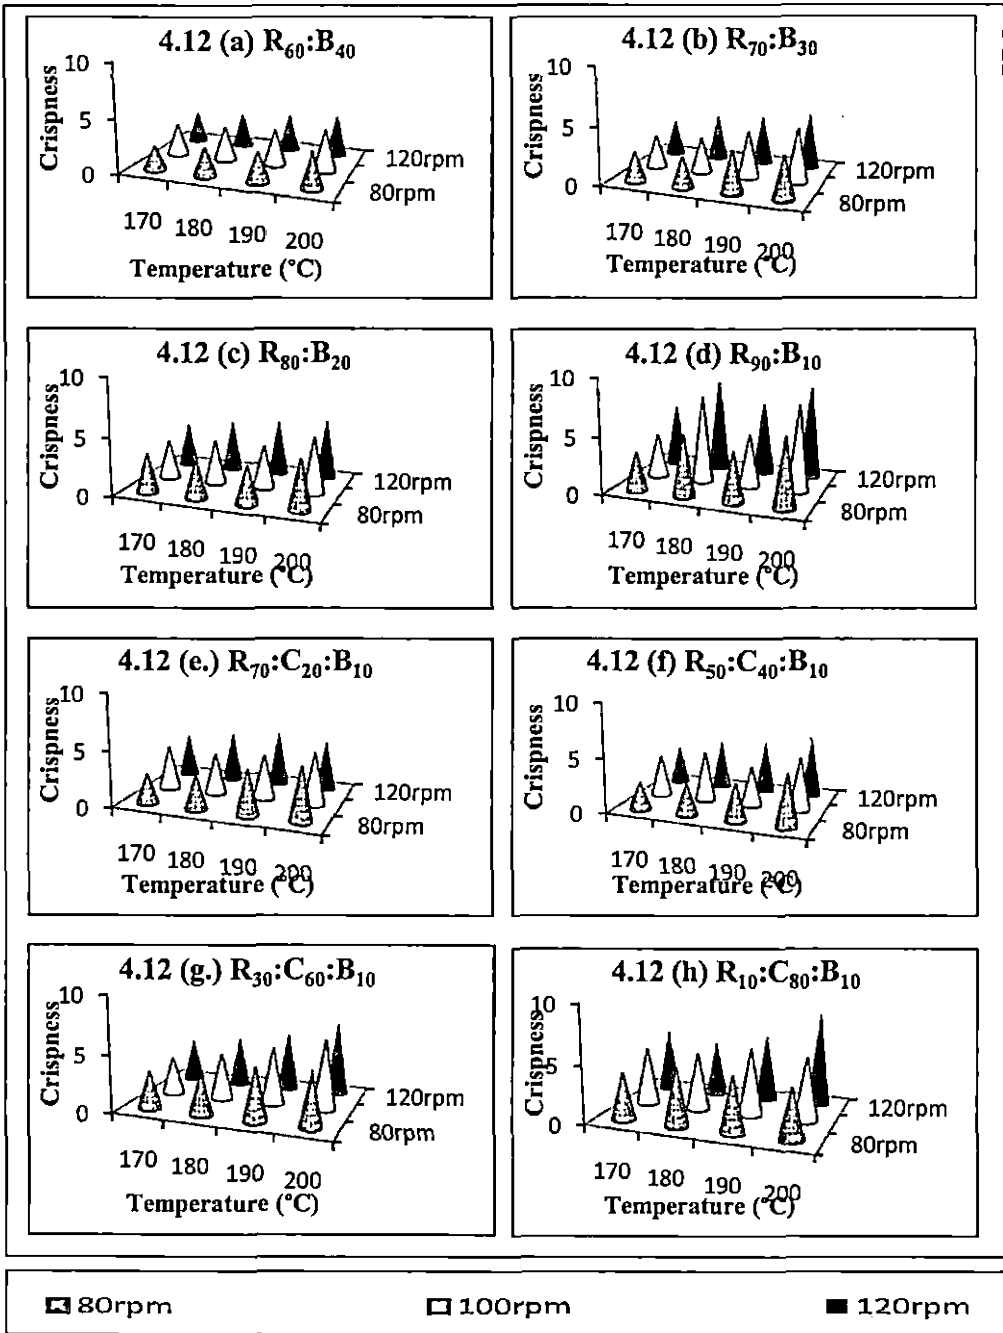 4.12 (a) R60:B40
10
5
0
Crispness
120rpm
80rpm
170 180 190 200
Temperature (°C)
4.12 (b) R70:B30
10
5
0
Crispness
120rpm
80rpm
170 180 190 200
Temperature (°C)
4.12 (c) R80:B20
10
5
0
Crispness
120rpm
80rpm
170 180 190 200
Temperature (°C)
4.12 (d) R90:B10
10
5
0
Crispness
120rpm
80rpm
170 180 190 200
Temperature (°C)
4.12 (e.) R70:C20:B10
10
5
0
Crispness
120rpm
80rpm
170 180 190 200
Temperature (°C)
4.12 (f) R50:C40:B10
10
5
0
Crispness
120rpm
80rpm
170 180 190 200
Temperature (°C)
4.12 (g.) R30:C60:B10
10
5
0
Crispness
120rpm
80rpm
170 180 190 200
Temperature (°C)
4.12 (h) R10:C80:B10
10
5
0
Crispness
120rpm
80rpm
170 180 190 200
Temperature (°C)
80rpm 100rpm 120rpm